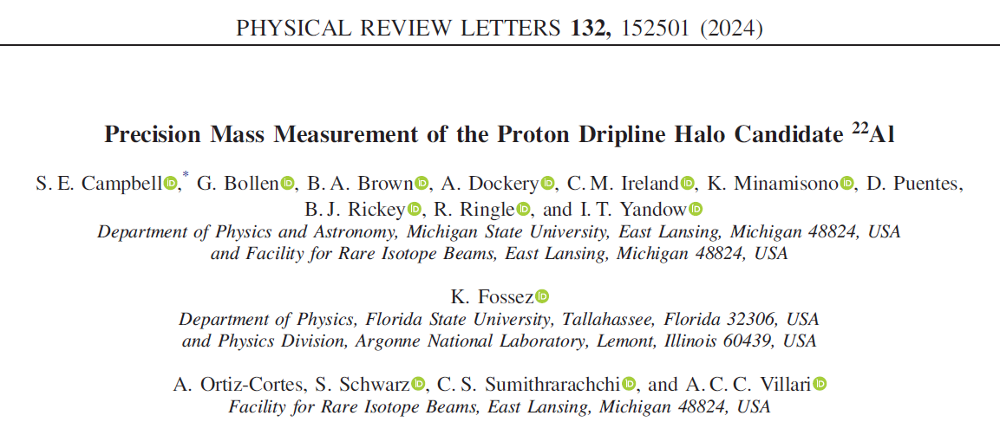 PHYSICAL REVIEW LETTERS 132, 152501 (2024)
Precision Mass Measurement of the Proton Dripline Halo Candidate ²²Al
S. E. Campbell,* G. Bollen, B. A. Brown, A. Dockery, C. M. Ireland, K. Minamisono, D. Puentes,
B. J. Rickey, R. Ringle, and I. T. Yandow
Department of Physics and Astronomy, Michigan State University, East Lansing, Michigan 48824, USA
and Facility for Rare Isotope Beams, East Lansing, Michigan 48824, USA
K. Fossez
Department of Physics, Florida State University, Tallahassee, Florida 32306, USA
and Physics Division, Argonne National Laboratory, Lemont, Illinois 60439, USA
A. Ortiz-Cortes, S. Schwarz, C. S. Sumithrarachchi, and A. C. C. Villari
Facility for Rare Isotope Beams, East Lansing, Michigan 48824, USA